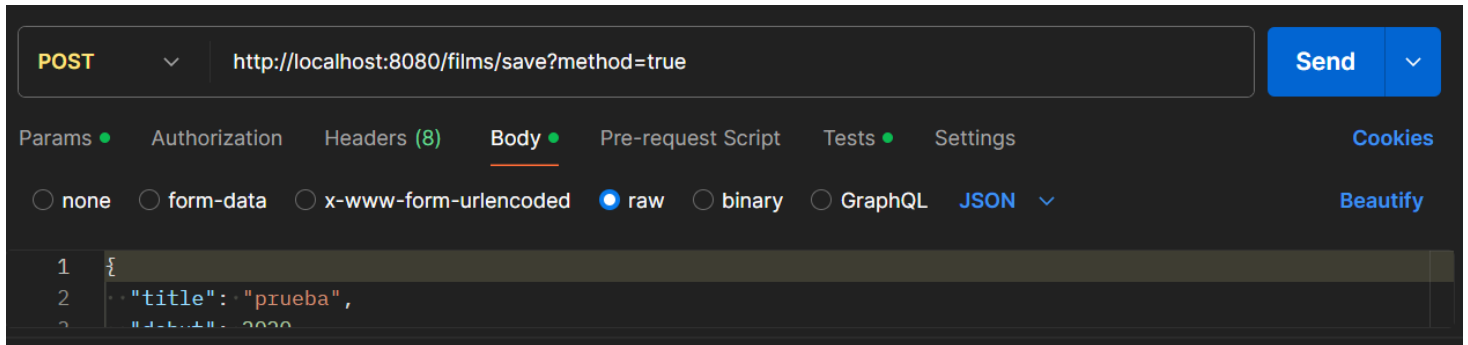 POST http://localhost:8080/films/save?method=true Send
Params Authorization Headers (8) Body Pre-request Script Tests Settings Cookies
none form-data x-www-form-urlencoded raw binary GraphQL JSON Beautify
1 {
2 "title": "prueba",